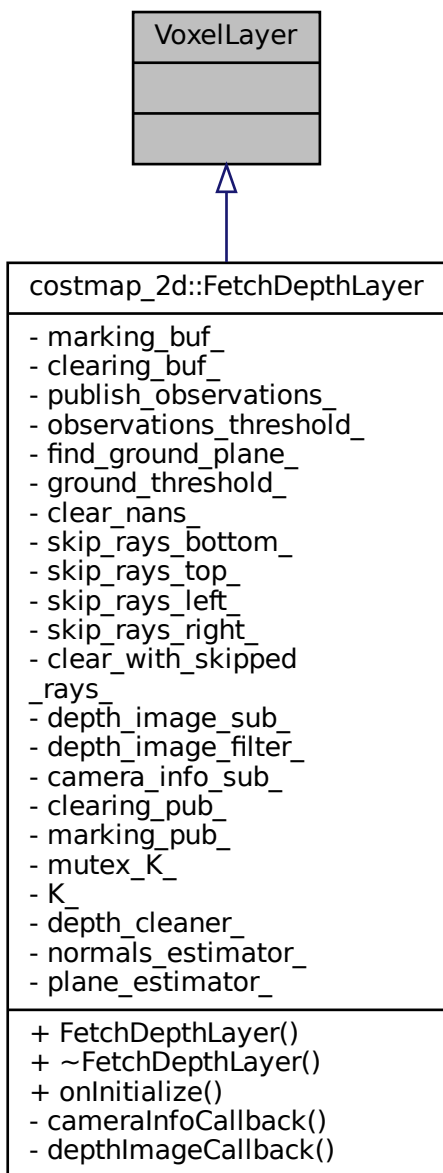 VoxelLayer
costmap_2d::FetchDepthLayer
- marking_buf_
- clearing_buf_
- publish_observations_
- observations_threshold_
- find_ground_plane_
- ground_threshold_
- clear_nans_
- skip_rays_bottom_
- skip_rays_top_
- skip_rays_left_
- skip_rays_right_
- clear_with_skipped
_rays_
- depth_image_sub_
- depth_image_filter_
- camera_info_sub_
- clearing_pub_
- marking_pub_
- mutex_K_
- K_
- depth_cleaner_
- normals_estimator_
- plane_estimator_
+ FetchDepthLayer()
+ ~FetchDepthLayer()
+ onInitialize()
- cameraInfoCallback()
- depthImageCallback()